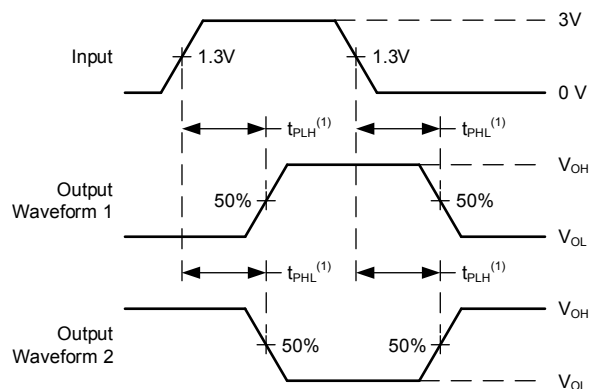 3V
Input
1.3V
1.3V
0 V
tPLH(1)
tPHL(1)
VOH
Output
Waveform 1
50%
50%
VOL
tPHL(1)
tPLH(1)
VOH
Output
Waveform 2
50%
50%
VOL